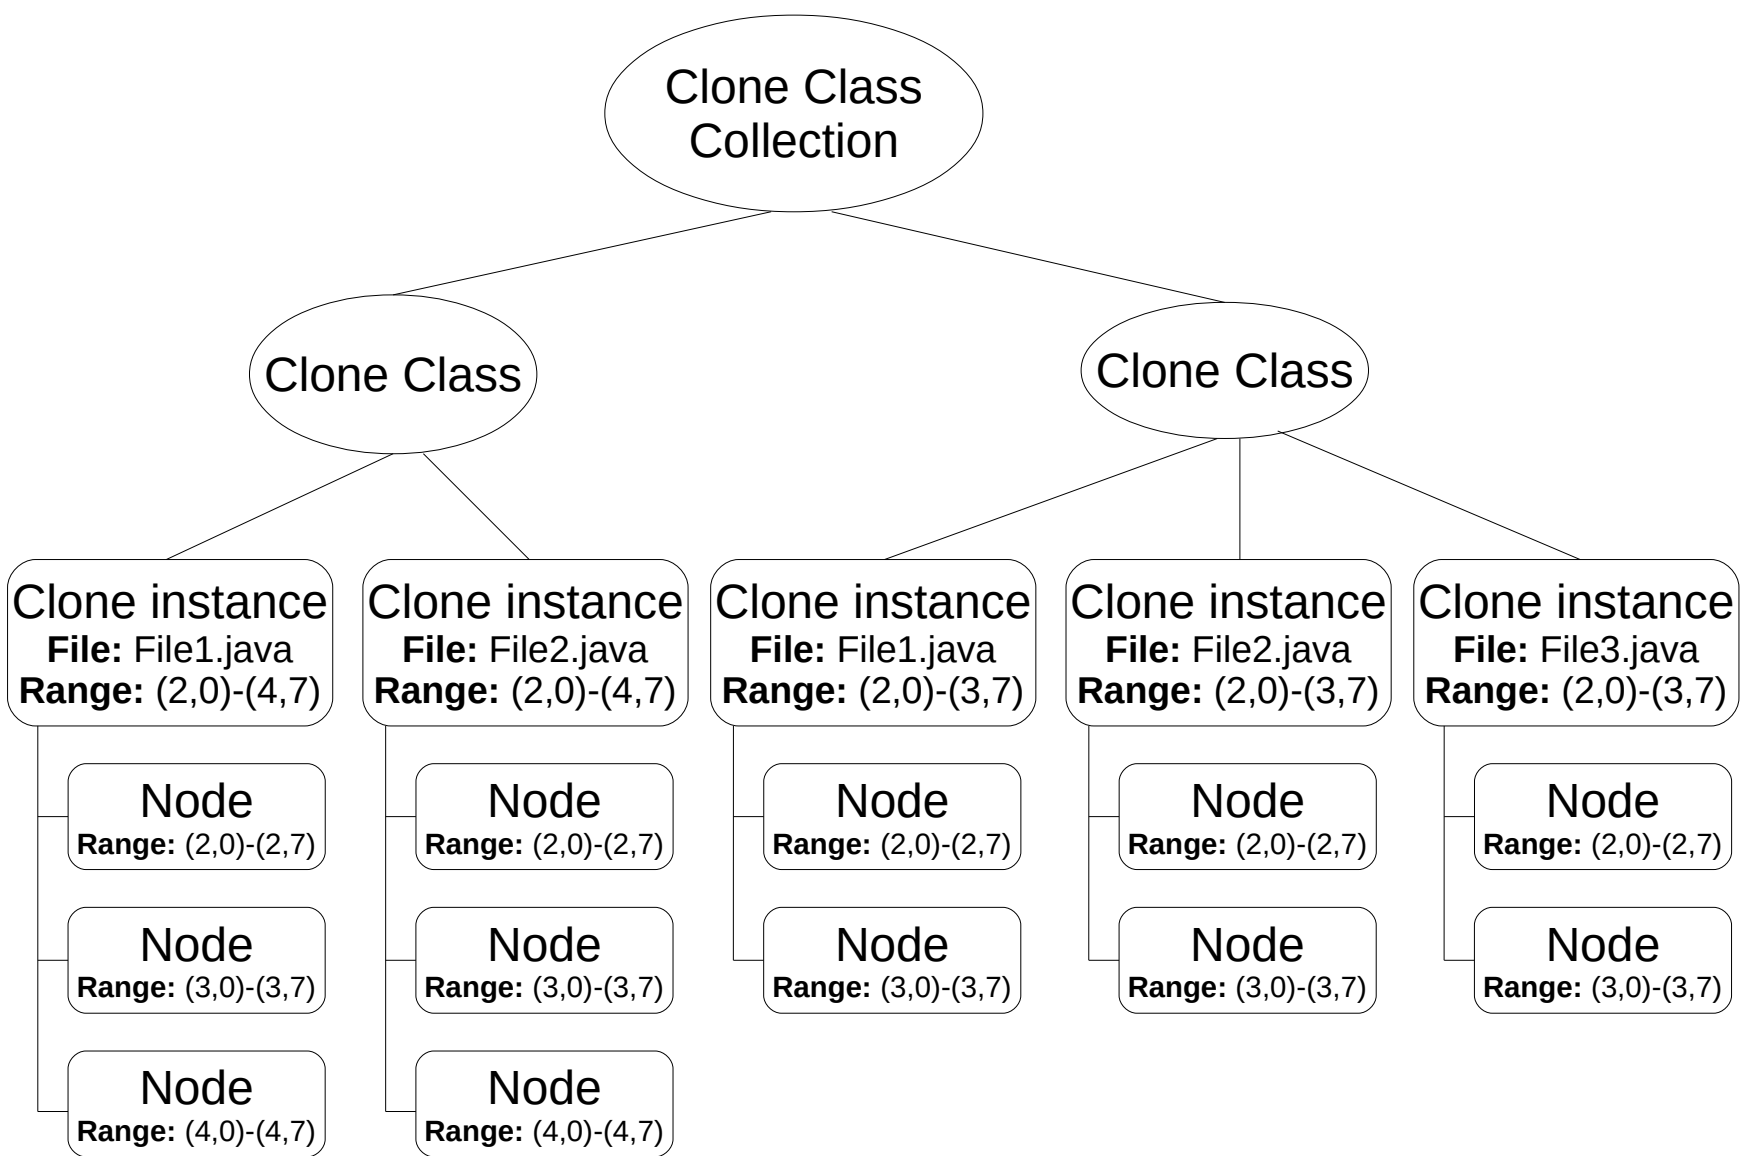 Clone Class
Collection
Clone Class
Clone Class
Clone instance
File: File1.java
Range: (2,0)-(4,7)
Clone instance
File: File2.java
Range: (2,0)-(4,7)
Clone instance
File: File1.java
Range: (2,0)-(3,7)
Clone instance
File: File2.java
Range: (2,0)-(3,7)
Clone instance
File: File3.java
Range: (2,0)-(3,7)
Node
Range: (2,0)-(2,7)
Node
Range: (2,0)-(2,7)
Node
Range: (2,0)-(2,7)
Node
Range: (2,0)-(2,7)
Node
Range: (2,0)-(2,7)
Node
Range: (3,0)-(3,7)
Node
Range: (3,0)-(3,7)
Node
Range: (3,0)-(3,7)
Node
Range: (3,0)-(3,7)
Node
Range: (3,0)-(3,7)
Node
Range: (4,0)-(4,7)
Node
Range: (4,0)-(4,7)